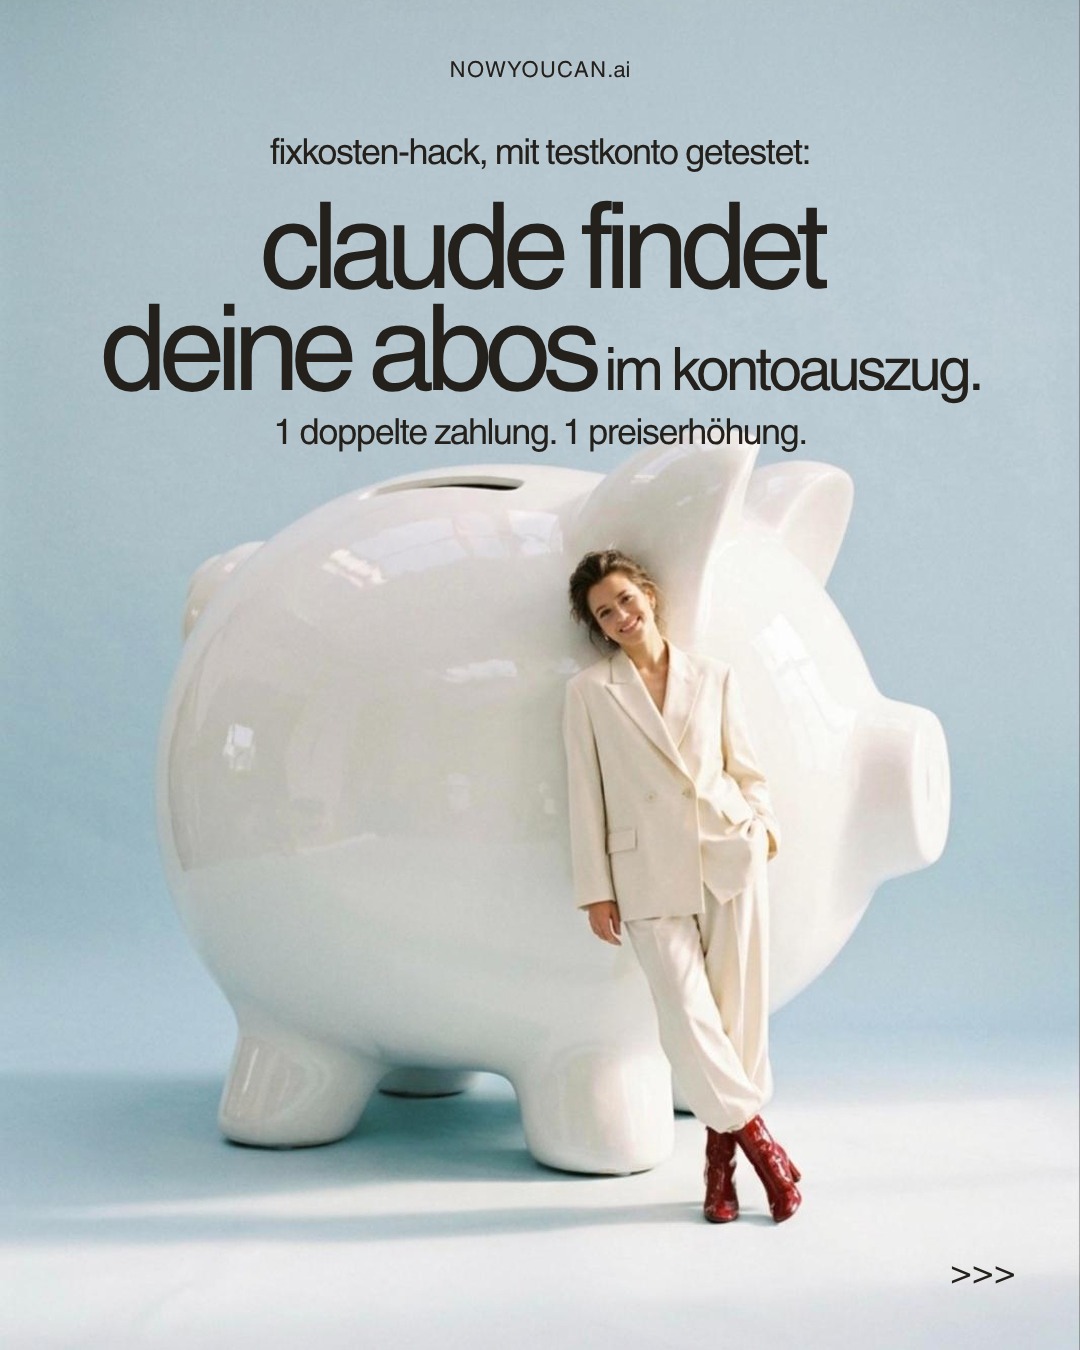 NOWYOUCAN.ai
fixkosten-hack, mit testkonto getestet:
claude findet
deine abos im kontoauszug.
1 doppelte zahlung. 1 preiserhöhung.
>>>